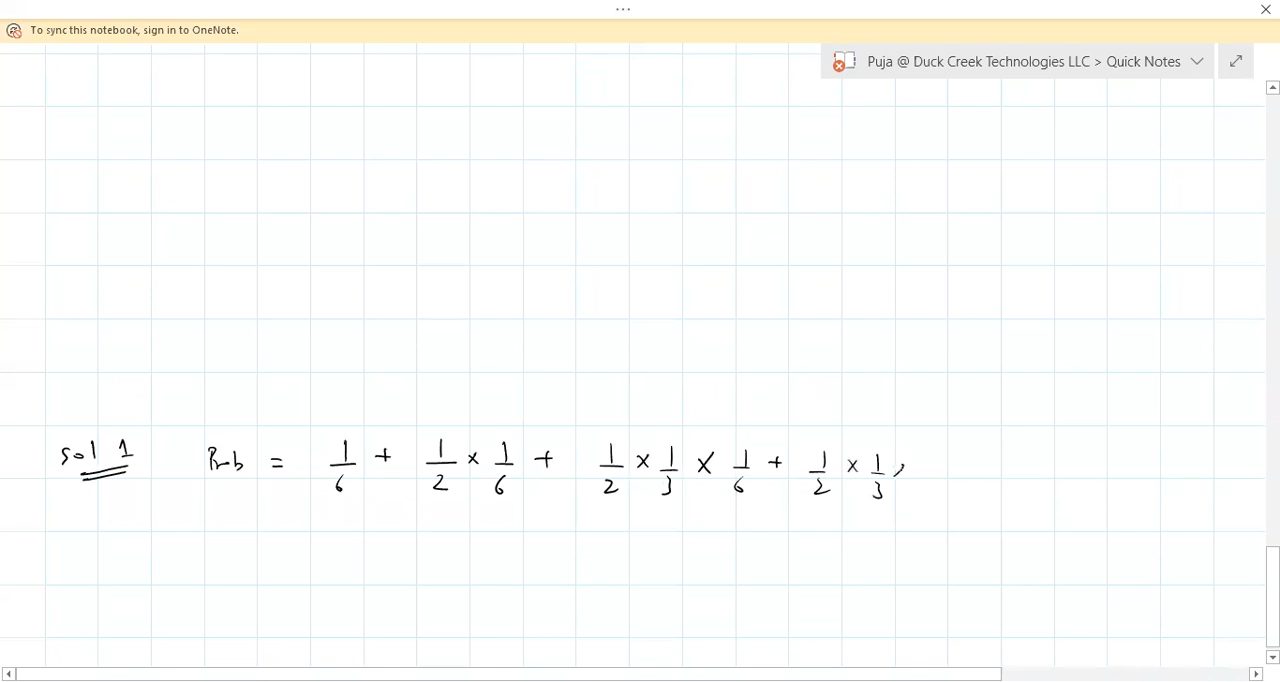 ...
To sync this notebook, sign in to OneNote.
Puja @ Duck Creek Technologies LLC > Quick Notes
Sol 1 Prob = 1/6 + 1/2 × 1/6 + 1/2 × 1/3 × 1/6 + 1/2 × 1/3